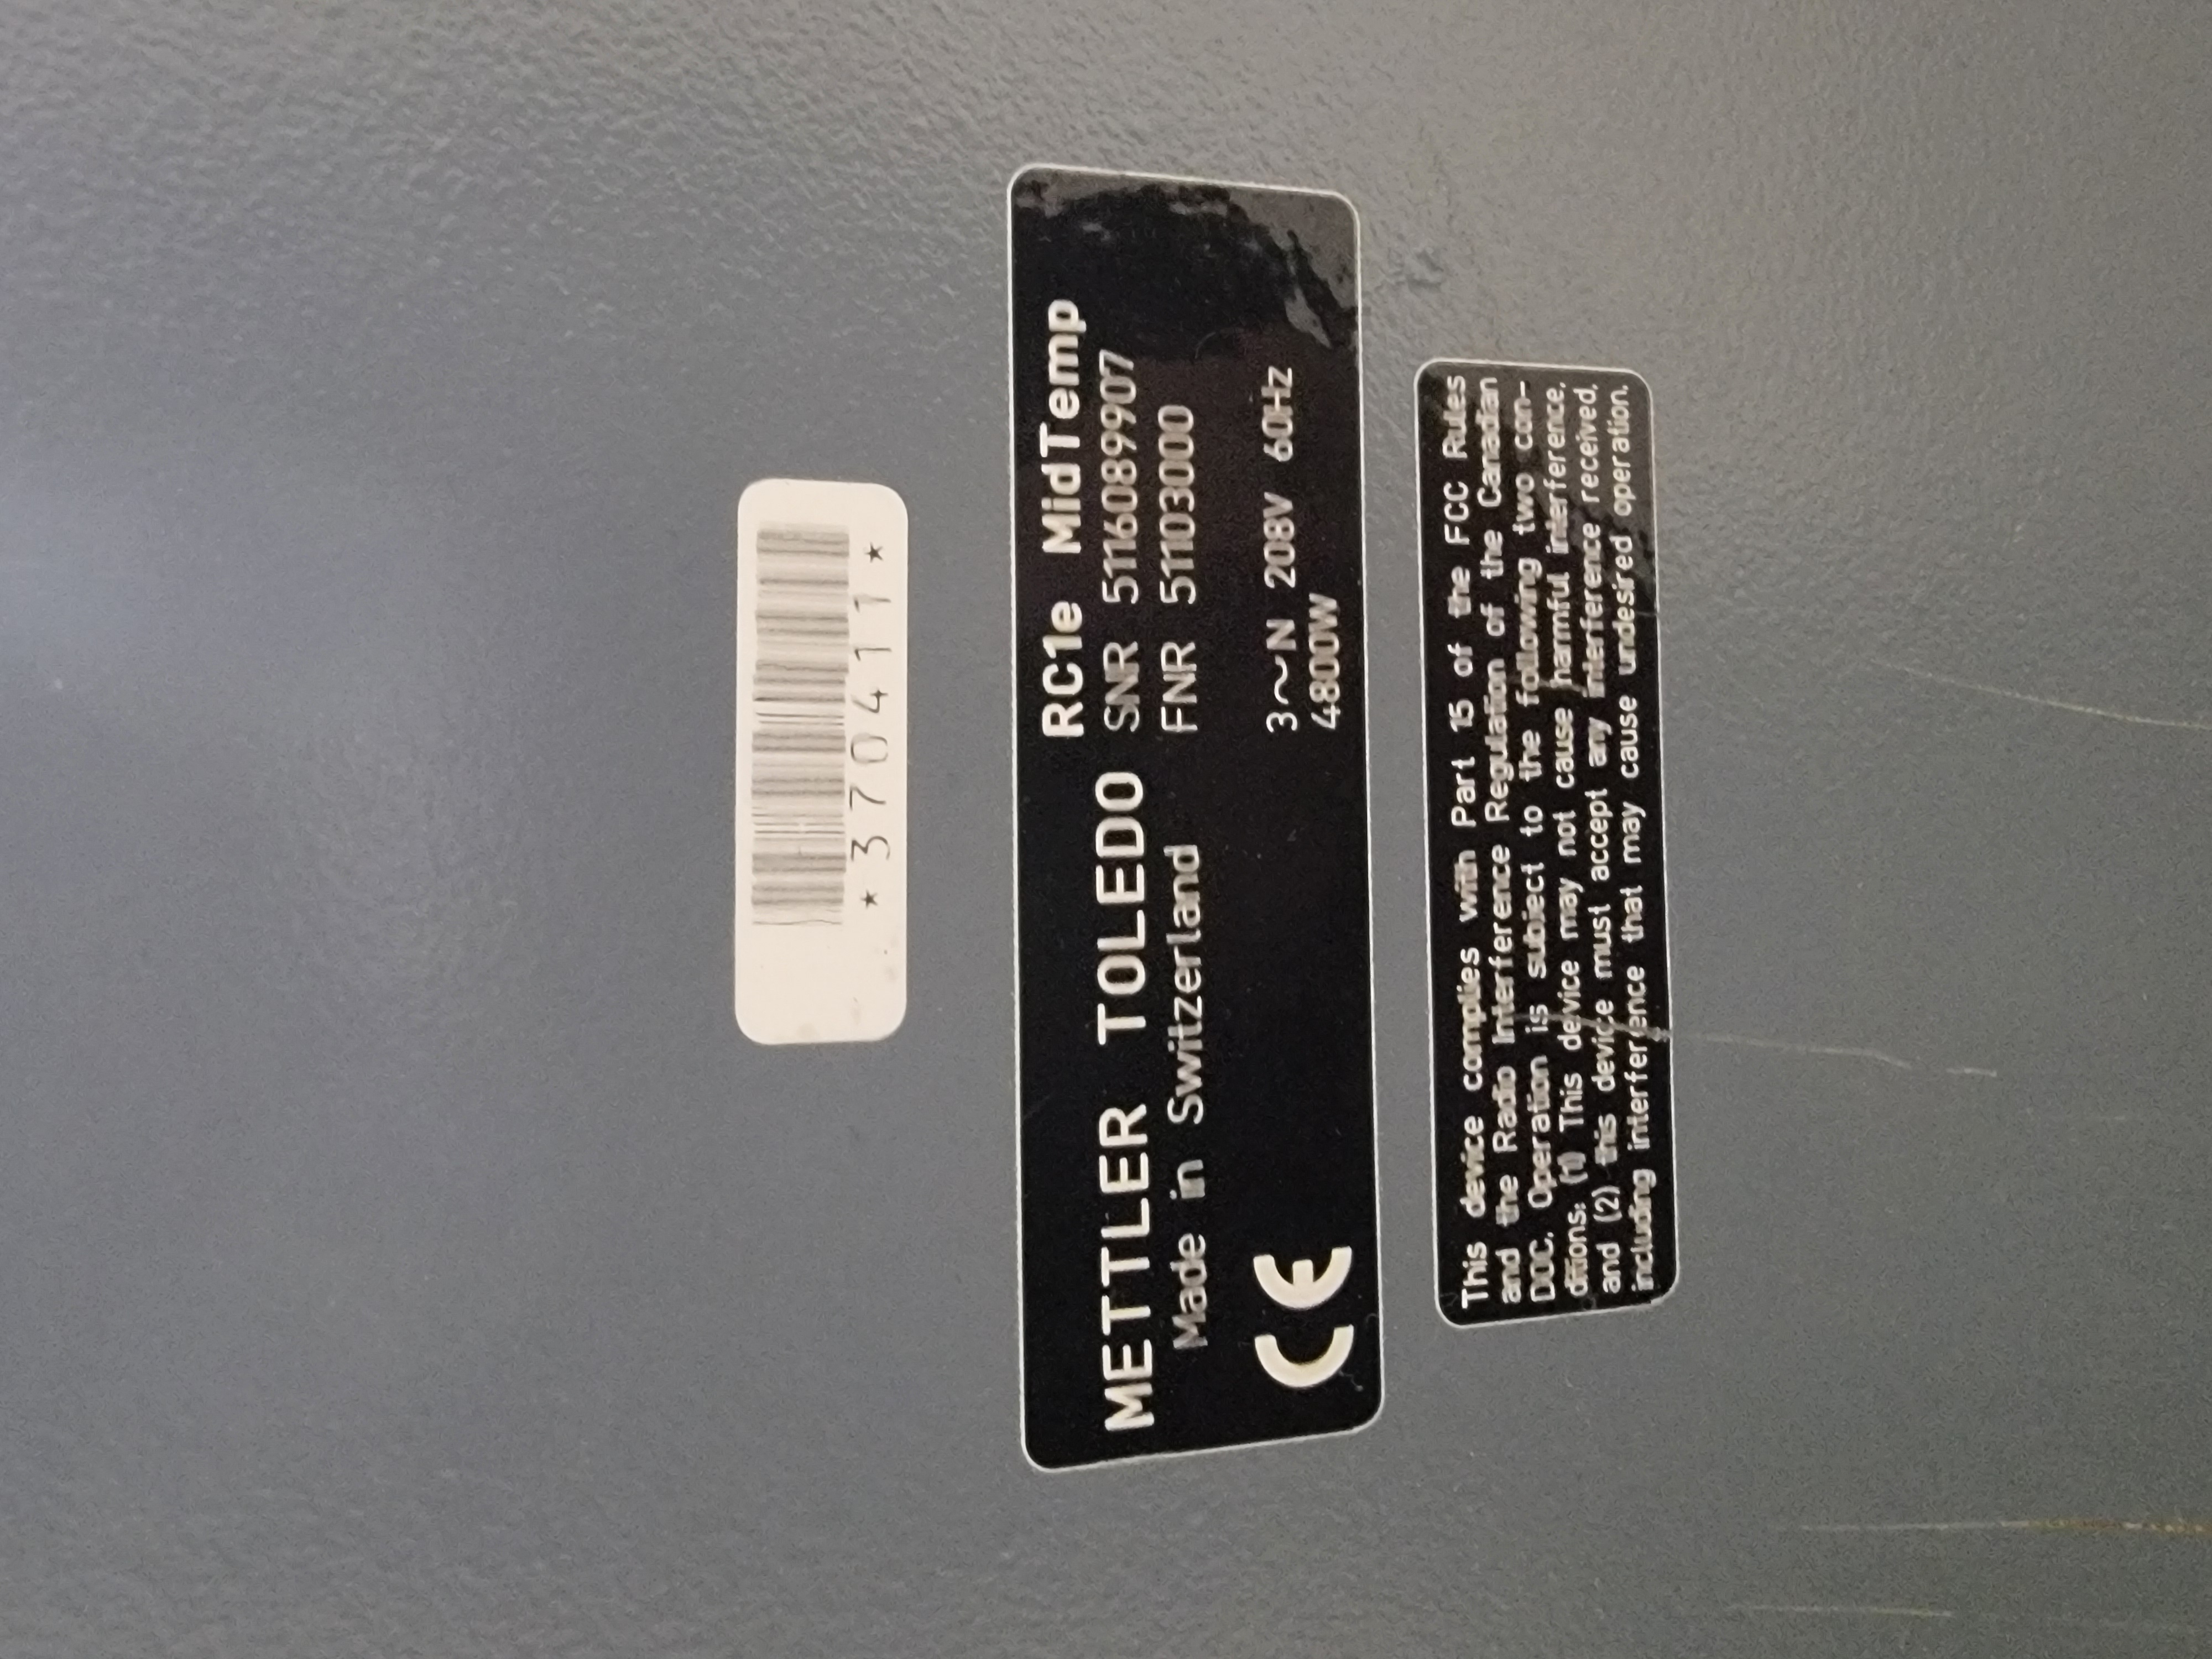 *370411*
METTLER TOLEDO
Made in Switzerland
RC1e MidTemp
SNR 5116089907
FNR 51103000
3~N 208V 60Hz
4800W
CE
This device complies with Part 15 of the FCC Rules
and the Radio Interference Regulation of the Canadian
DOC. Operation is subject to the following two con-
ditions: (1) This device may not cause harmful interference,
and (2) this device must accept any interference received,
including interference that may cause undesired operation.